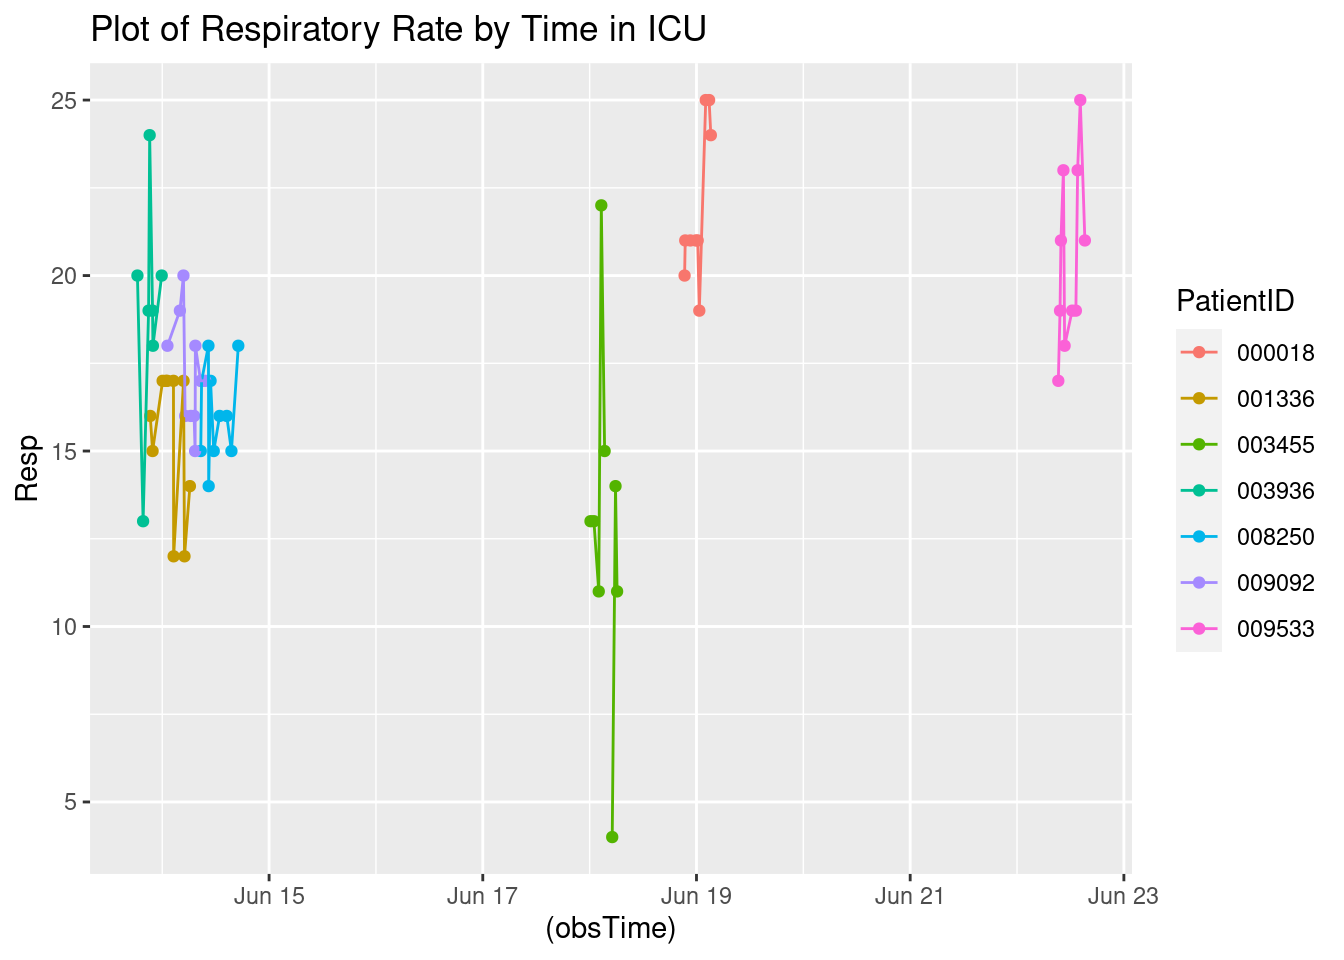 Plot of Respiratory Rate by Time in ICU
25
20
15
10
5
Resp
Jun 15
Jun 17
Jun 19
Jun 21
Jun 23
(obsTime)
PatientID
000018
001336
003455
003936
008250
009092
009533